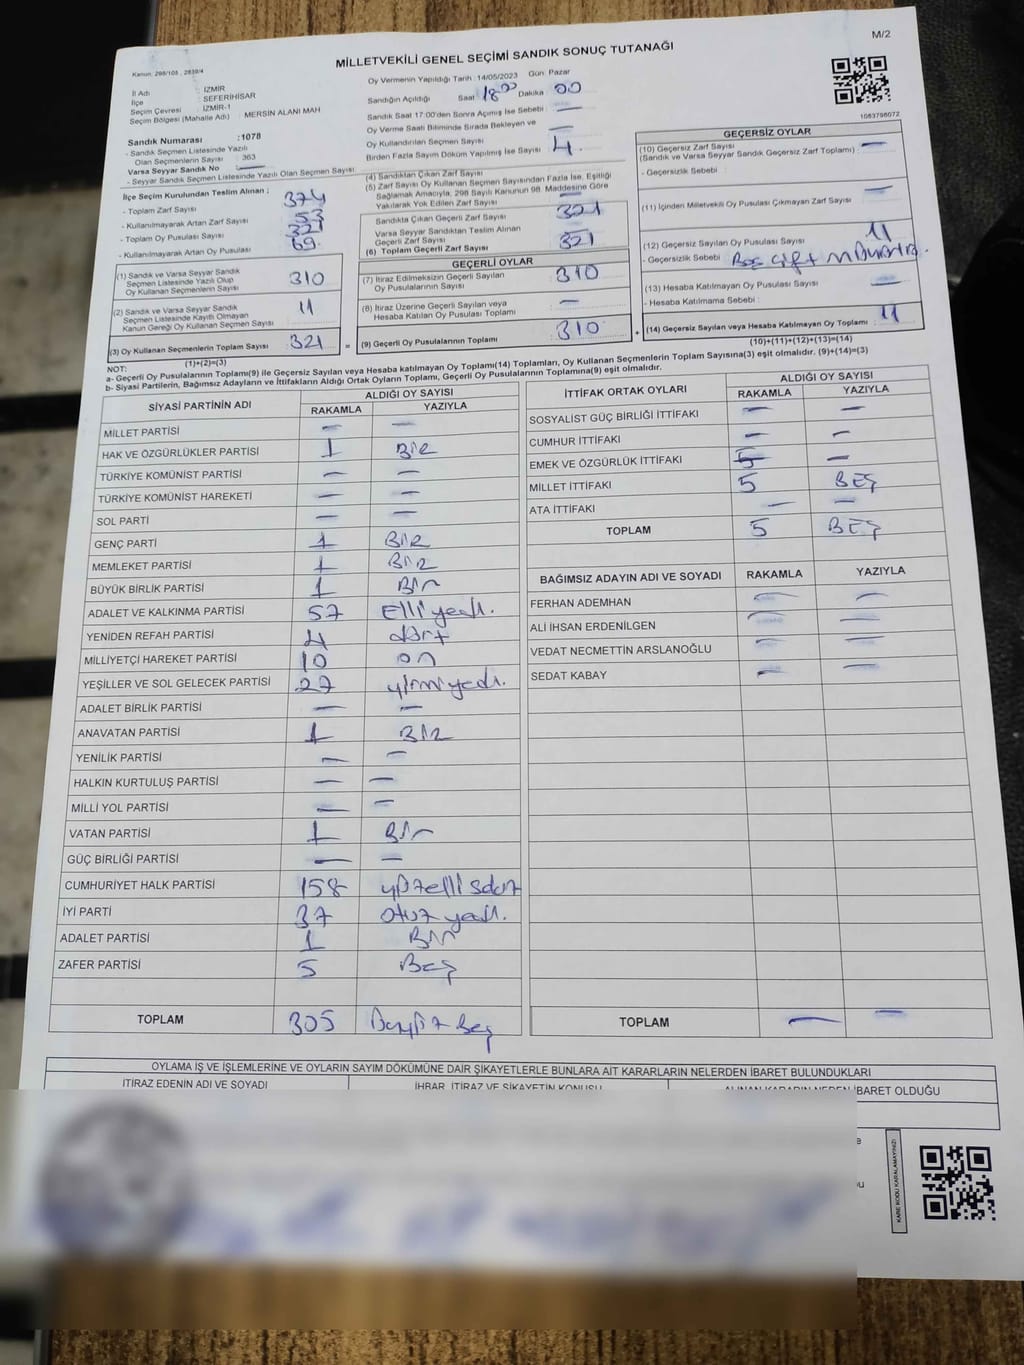 M/2
MİLLETVEKİLİ GENEL SEÇİMİ SANDIK SONUÇ TUTANAĞI
Kanun. 298/105 , 2839/4
İl Adı : İZMİR
İlçe : SEFERİHİSAR
Seçim Çevresi : İZMİR-1
Seçim Bölgesi (Mahalle Adı) : MERSİN ALANI MAH
Sandık Numarası :1078
- Sandık Seçmen Listesinde Yazılı
Olan Seçmenlerin Sayısı : 363
Varsa Seyyar Sandık No
- Seyyar Sandık Seçmen Listesinde Yazılı Olan Seçmen Sayısı
Oy Vermenin Yapıldığı Tarih : 14/05/2023 Gün Pazar
Sandığın Açıldığı Saat 18.00 Dakika 00
Sandık Saat 17:00'den Sonra Açımış İse Sebebi : —
Oy Verme Saati Bitiminde Sırada Bekleyen ve
Oy Kullandırılan Seçmen Sayısı : —
Birden Fazla Sayım Döküm Yapılmış İse Sayısı : 4
1083798072
İlçe Seçim Kurulundan Teslim Alınan ;
- Toplam Zarf Sayısı : 374
- Kullanılmayarak Artan Zarf Sayısı : 53
- Toplam Oy Pusulası Sayısı : 321
- Kullanılmayarak Artan Oy Pusulası : 69
(1) Sandık ve Varsa Seyyar Sandık
Seçmen Listesinde Yazılı Olup
Oy Kullanan Seçmenlerin Sayısı : 310
(2) Sandık ve Varsa Seyyar Sandık
Seçmen Listesinde Kayıtlı Olmayan
Kanun Gereği Oy Kullanan Seçmen Sayısı : 11
(3) Oy Kullanan Seçmenlerin Toplam Sayısı : 321
(1)+(2)=(3)
(4) Sandıktan Çıkan Zarf Sayısı
(5) Zarf Sayısı Oy Kullanan Seçmen Sayısından Fazla İse, Eşitliği
Sağlamak Amacıyla, 298 Sayılı Kanunun 98. Maddesine Göre
Yakılarak Yok Edilen Zarf Sayısı : —
Sandıkta Çıkan Geçerli Zarf Sayısı : 321
Varsa Seyyar Sandıktan Teslim Alınan
Geçerli Zarf Sayısı : —
(6) Toplam Geçerli Zarf Sayısı : 321
GEÇERLİ OYLAR
(7) İtiraz Edilmeksizin Geçerli Sayılan
Oy Pusulalarının Sayısı : 310
(8) İtiraz Üzerine Geçerli Sayılan veya
Hesaba Katılan Oy Pusulası Toplamı : —
= (9) Geçerli Oy Pusulalarının Toplamı : 310 +
GEÇERSİZ OYLAR
(10) Geçersiz Zarf Sayısı
(Sandık ve Varsa Seyyar Sandık Geçersiz Zarf Toplamı) : —
- Geçersizlik Sebebi :
(11) İçinden Milletvekili Oy Pusulası Çıkmayan Zarf Sayısı : —
(12) Geçersiz Sayılan Oy Pusulası Sayısı : 11
- Geçersizlik Sebebi : Boş çift
(13) Hesaba Katılmayan Oy Pusulası Sayısı : —
- Hesaba Katılmama Sebebi :
(14) Geçersiz Sayılan veya Hesaba Katılmayan Oy Toplamı : 11
(10)+(11)+(12)+(13)=(14)
NOT:
a- Geçerli Oy Pusulalarının Toplamı(9) ile Geçersiz Sayılan veya Hesaba katılmayan Oy Toplamı(14) Toplamları, Oy Kullanan Seçmenlerin Toplam Sayısına(3) eşit olmalıdır. (9)+(14)=(3)
b- Siyasi Partilerin, Bağımsız Adayların ve İttifakların Aldığı Ortak Oyların Toplamı, Geçerli Oy Pusulalarının Toplamına(9) eşit olmalıdır.
SİYASİ PARTİNİN ADI ALDIĞI OY SAYISI
RAKAMLA YAZIYLA
MİLLET PARTİSİ — —
HAK VE ÖZGÜRLÜKLER PARTİSİ 1 BİR
TÜRKİYE KOMÜNİST PARTİSİ — —
TÜRKİYE KOMÜNİST HAREKETİ — —
SOL PARTİ — —
GENÇ PARTİ 1 BİR
MEMLEKET PARTİSİ 1 BİR
BÜYÜK BİRLİK PARTİSİ 1 Bir
ADALET VE KALKINMA PARTİSİ 57 Elli yedi.
YENİDEN REFAH PARTİSİ 4 dört
MİLLİYETÇİ HAREKET PARTİSİ 10 on
YEŞİLLER VE SOL GELECEK PARTİSİ 27 yirmi yedi.
ADALET BİRLİK PARTİSİ — —
ANAVATAN PARTİSİ 1 BİR
YENİLİK PARTİSİ — —
HALKIN KURTULUŞ PARTİSİ — —
MİLLİ YOL PARTİSİ — —
VATAN PARTİSİ 1 Bir
GÜÇ BİRLİĞİ PARTİSİ — —
CUMHURİYET HALK PARTİSİ 158 yüzelli sekiz
İYİ PARTİ 37 otuz yedi.
ADALET PARTİSİ 1 Bir
ZAFER PARTİSİ 5 Beş
TOPLAM 305 üçyüz Beş
İTTİFAK ORTAK OYLARI ALDIĞI OY SAYISI
RAKAMLA YAZIYLA
SOSYALİST GÜÇ BİRLİĞİ İTTİFAKI — —
CUMHUR İTTİFAKI — —
EMEK VE ÖZGÜRLÜK İTTİFAKI 5 —
MİLLET İTTİFAKI 5 BEŞ
ATA İTTİFAKI — —
TOPLAM 5 BEŞ
BAĞIMSIZ ADAYIN ADI VE SOYADI RAKAMLA YAZIYLA
FERHAN ADEMHAN — —
ALİ İHSAN ERDENİLGEN — —
VEDAT NECMETTİN ARSLANOĞLU — —
SEDAT KABAY — —
TOPLAM — —
OYLAMA İŞ VE İŞLEMLERİNE VE OYLARIN SAYIM DÖKÜMÜNE DAİR ŞİKAYETLERLE BUNLARA AİT KARARLARIN NELERDEN İBARET BULUNDUKLARI
İTİRAZ EDENİN ADI VE SOYADI İHBAR, İTİRAZ VE ŞİKAYETİN KONUSU ALINAN KARARIN NEDEN İBARET OLDUĞU
KARE KODU KARALAMAYINIZ!